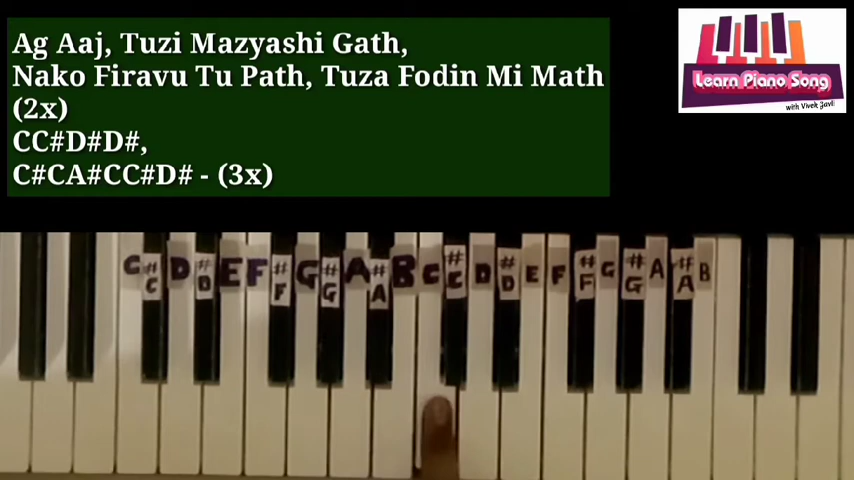 Ag Aaj, Tuzi Mazyashi Gath,
Nako Firavu Tu Path, Tuza Fodin Mi Math
(2x)
CC#D#D#,
C#CA#CC#D# - (3x)
Learn Piano Song
with Vivek Zavli
C C# D D# E F F# G G# A A# B C C# D D# E F F# G G# A A# B